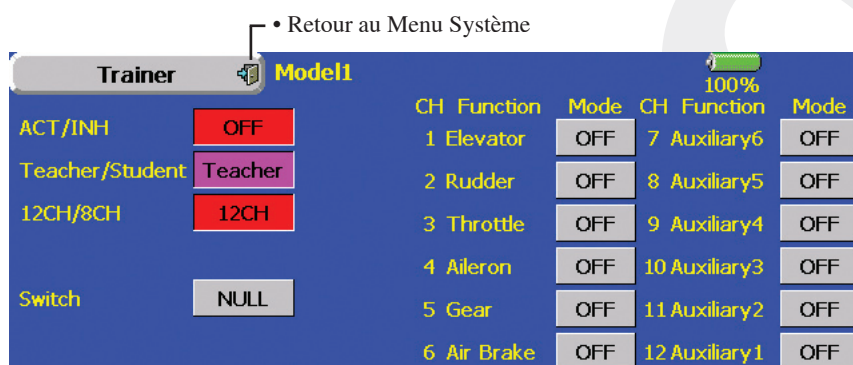 • Retour au Menu Système
Trainer Model1
100%
CH Function Mode CH Function Mode
ACT/INH OFF
1 Elevator OFF 7 Auxiliary6 OFF
Teacher/Student Teacher
2 Rudder OFF 8 Auxiliary5 OFF
12CH/8CH 12CH
3 Throttle OFF 9 Auxiliary4 OFF
4 Aileron OFF 10 Auxiliary3 OFF
Switch NULL
5 Gear OFF 11 Auxiliary2 OFF
6 Air Brake OFF 12 Auxiliary1 OFF